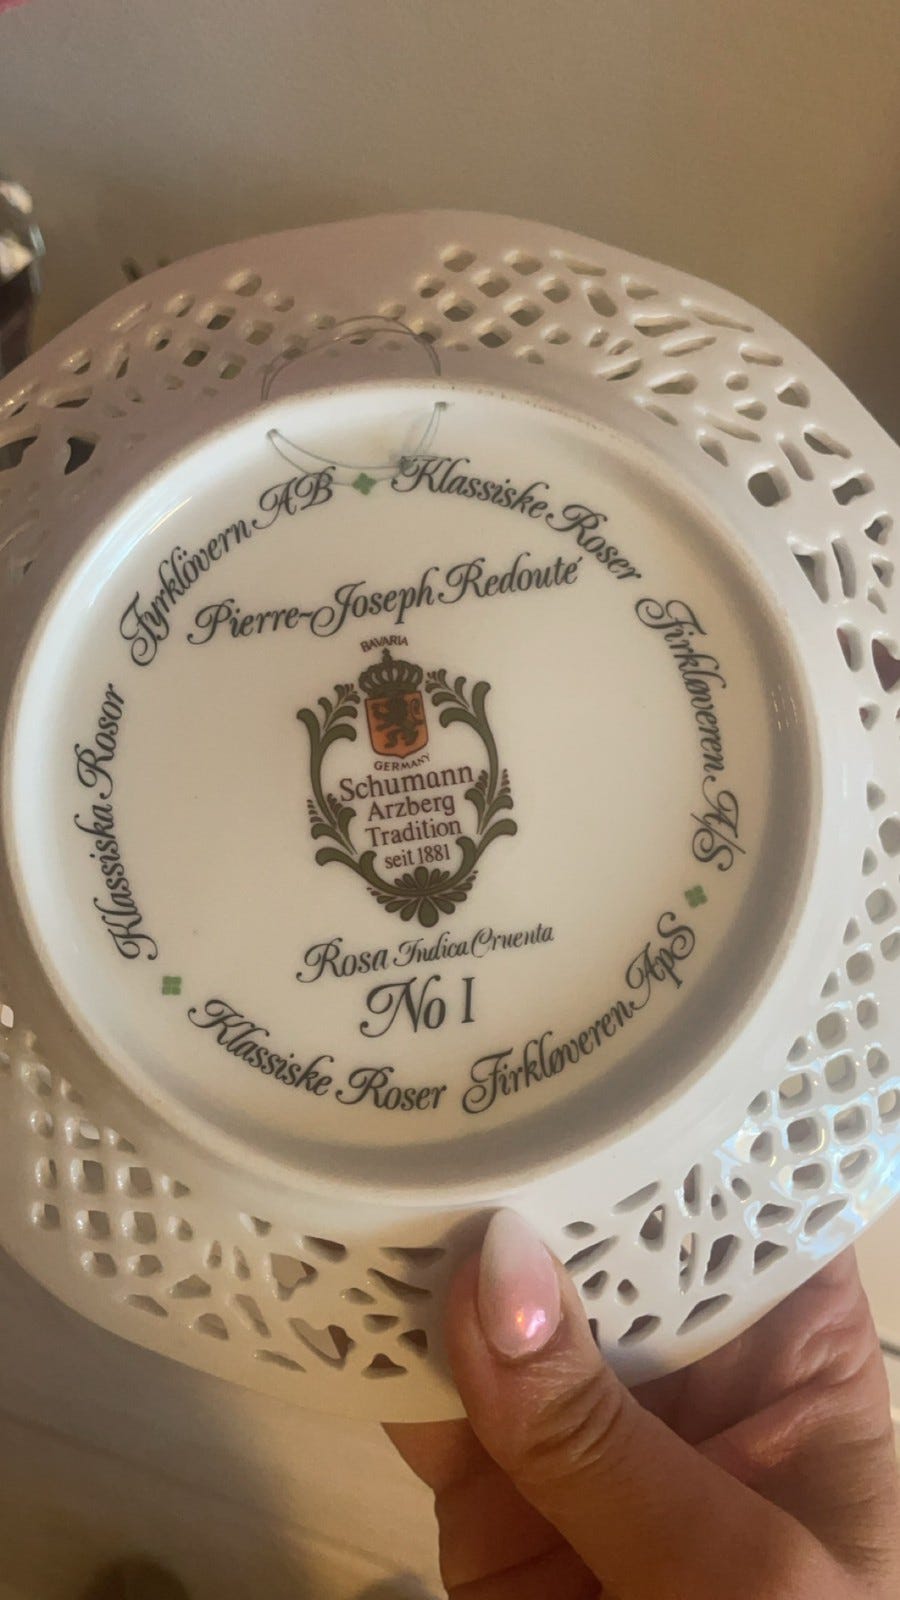 Klassiska Rosor Fyrklövern AB
Klassiske Roser Firkløveren A/S
Klassiske Roser Firkløveren ApS
Pierre-Joseph Redouté
BAVARIA
GERMANY
Schumann
Arzberg
Tradition
seit 1881
Rosa Indica Cruenta
No I